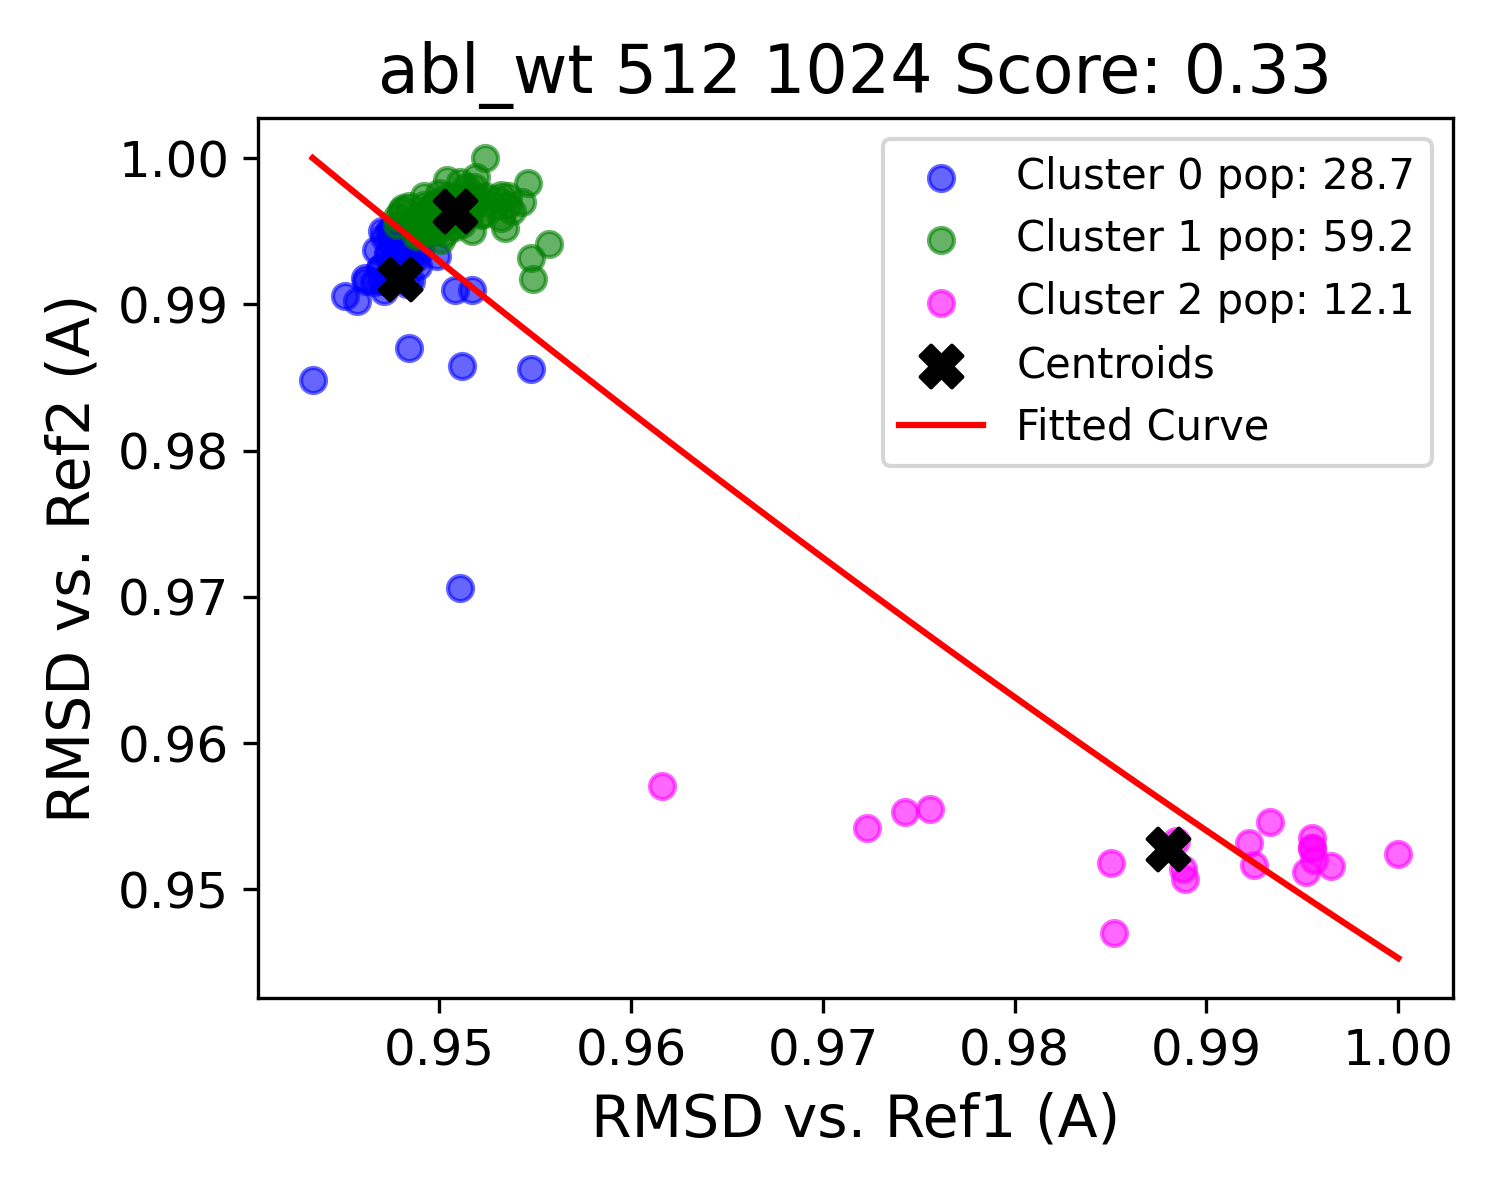 abl_wt 512 1024 Score: 0.33
1.00
0.99
0.98
0.97
0.96
0.95
RMSD vs. Ref2 (A)
Cluster 0 pop: 28.7
Cluster 1 pop: 59.2
Cluster 2 pop: 12.1
Centroids
Fitted Curve
0.95 0.96 0.97 0.98 0.99 1.00
RMSD vs. Ref1 (A)